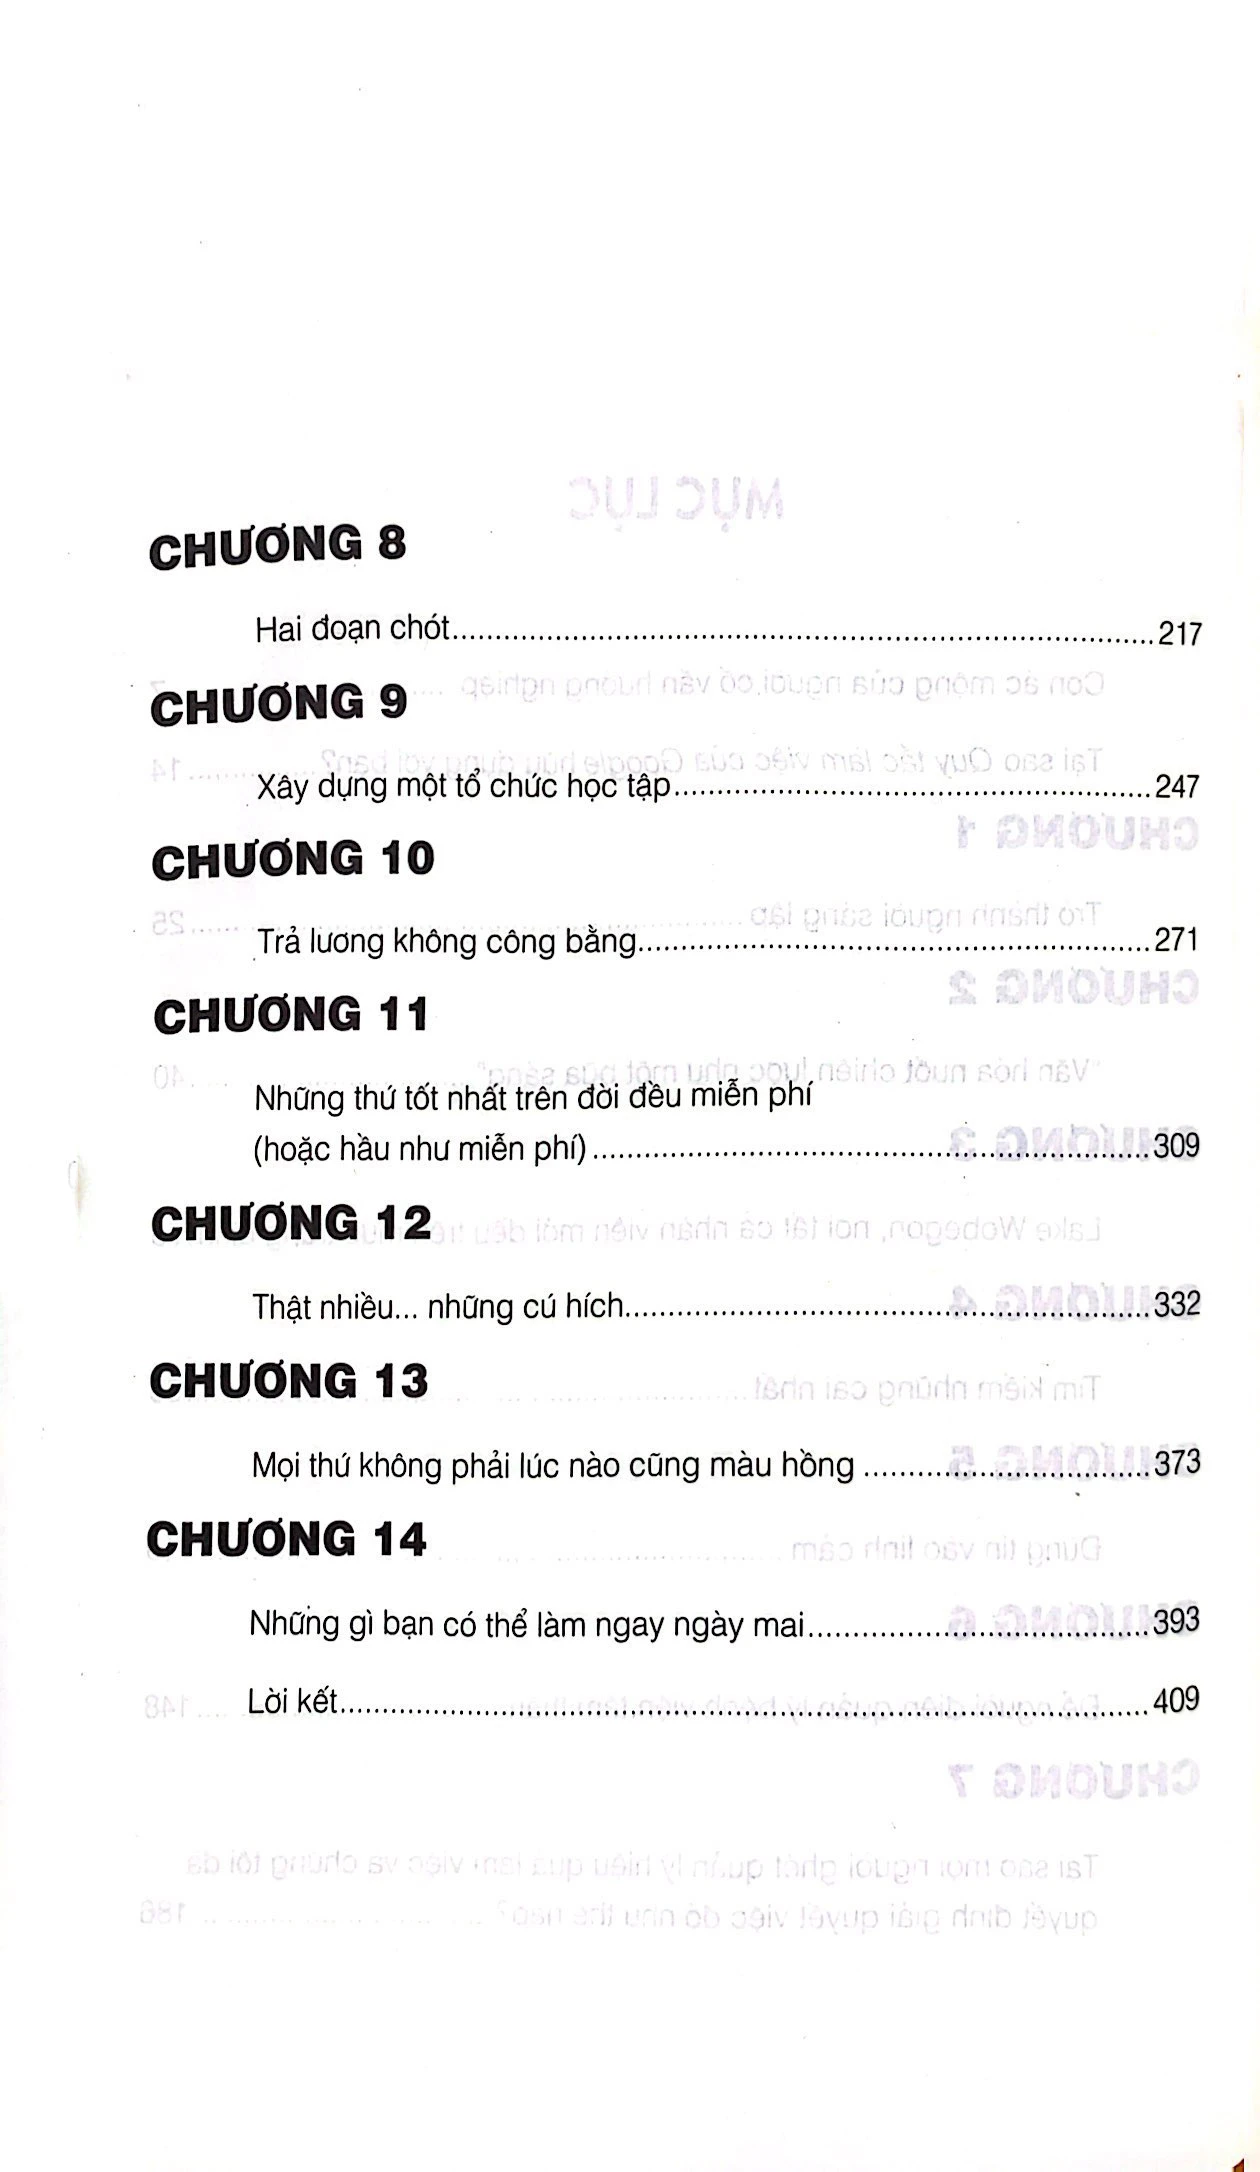 CHƯƠNG 8
Hai đoạn chót........................217
CHƯƠNG 9
Xây dựng một tổ chức học tập........................247
CHƯƠNG 10
Trả lương không công bằng........................271
CHƯƠNG 11
Những thứ tốt nhất trên đời đều miễn phí
(hoặc hầu như miễn phí)........................309
CHƯƠNG 12
Thật nhiều... những cú hích........................332
CHƯƠNG 13
Mọi thứ không phải lúc nào cũng màu hồng ........................373
CHƯƠNG 14
Những gì bạn có thể làm ngay ngày mai........................393
Lời kết........................409